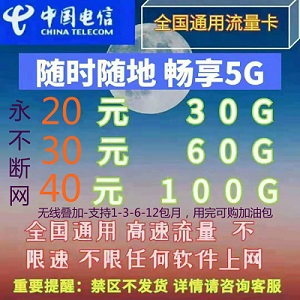 中国电信
CHINA TELECOM
全国通用流量卡
随时随地 畅享5G
永不断网
20元 30G
30元 60G
40元 100G
无线叠加-支持1-3-6-12包月，用完可购加油包
全国通用 高速流量 不
限速 不限任何软件上网
重要提醒：禁区不发货 详情请咨询客服